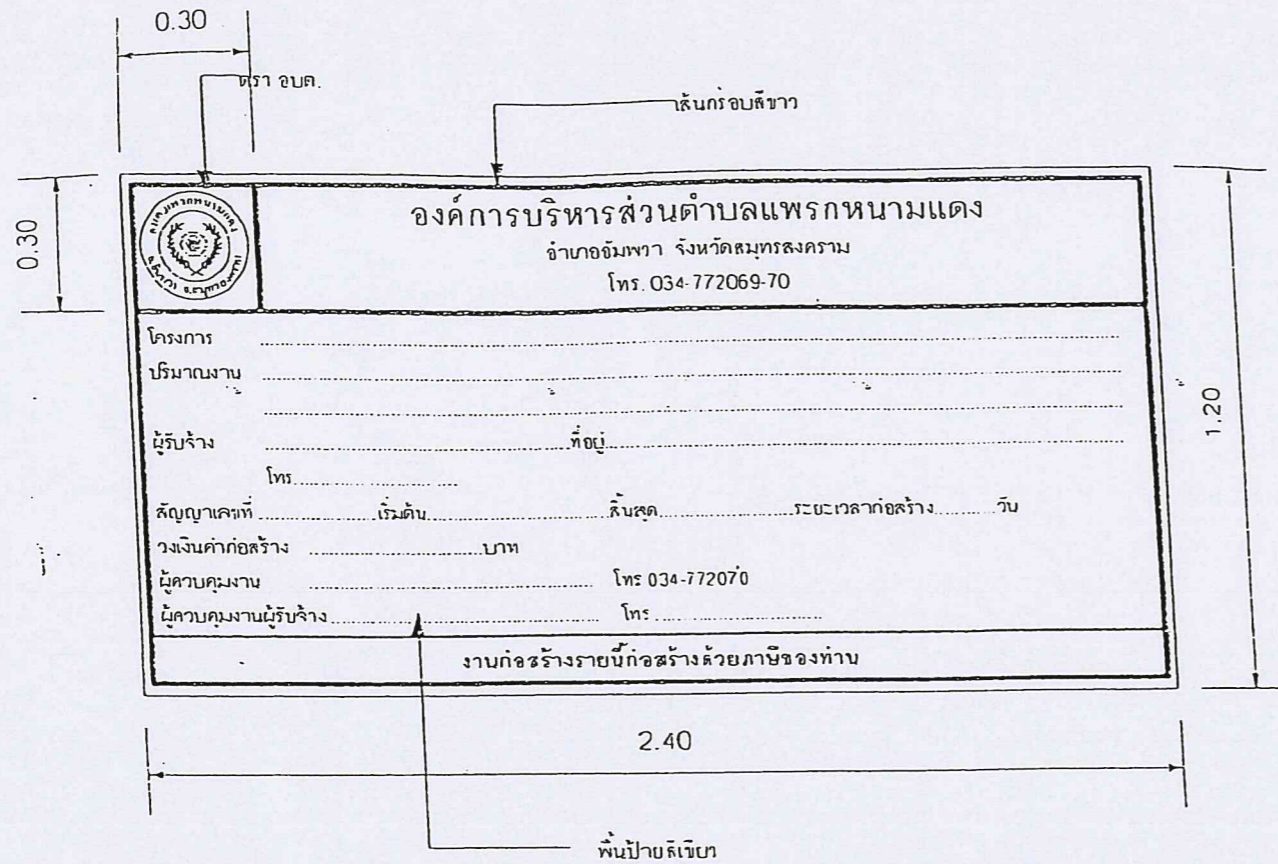 0.30
ตรา อบต.
เส้นกรอบสีขาว
0.30
องค์การบริหารส่วนตำบลแพรกหนามแดง
อำเภออัมพวา จังหวัดสมุทรสงคราม
โทร. 034-772069-70
โครงการ
ปริมาณงาน
1.20
ผู้รับจ้าง ที่อยู่
โทร
สัญญาเลขที่ เริ่มต้น สิ้นสุด ระยะเวลาก่อสร้าง วัน
วงเงินค่าก่อสร้าง บาท
ผู้ควบคุมงาน โทร 034-772070
ผู้ควบคุมงานผู้รับจ้าง โทร
งานก่อสร้างรายนี้ก่อสร้างด้วยภาษีของท่าน
2.40
พื้นป้ายสีเขียว